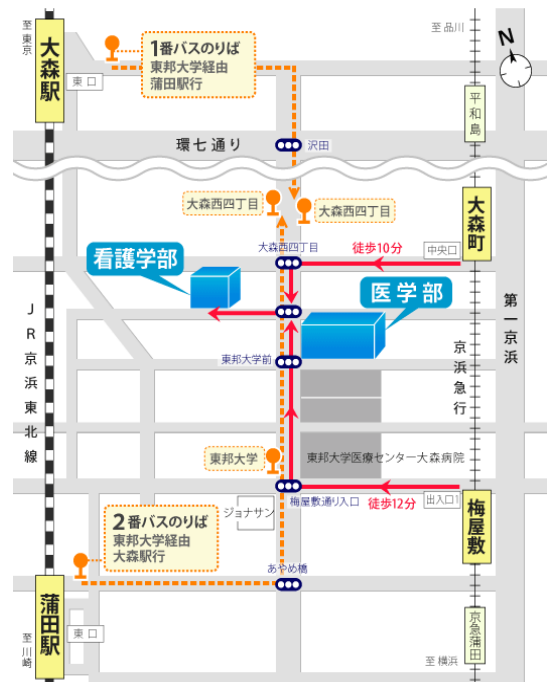 至東京
大森駅
東口
1番バスのりば
東邦大学経由
蒲田駅行
至品川
N
平和島
環七通り
沢田
大森西四丁目
大森西四丁目
大森町
大森西四丁目
徒歩10分
中央口
看護学部
医学部
第一京浜
JR京浜東北線
京浜急行
東邦大学前
東邦大学
東邦大学医療センター大森病院
ジョナサン
梅屋敷通り入口
徒歩12分
出入口1
梅屋敷
2番バスのりば
東邦大学経由
大森駅行
あやめ橋
蒲田駅
東口
至川崎
京急蒲田
至横浜